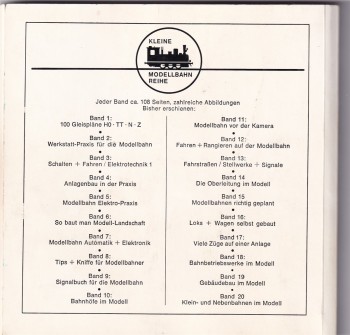 KLEINE
MODELLBAHN
REIHE
Jeder Band ca. 108 Seiten, zahlreiche Abbildungen
Bisher erschienen:
Band 1:
100 Gleispläne H0 · TT · N · Z
Band 2:
Werkstatt-Praxis für die Modellbahn
Band 3:
Schalten + Fahren / Elektrotechnik 1
Band 4:
Anlagenbau in der Praxis
Band 5:
Modellbahn Elektro-Praxis
Band 6:
So baut man Modell-Landschaft
Band 7:
Modellbahn Automatik + Elektronik
Band 8:
Tips + Kniffe für Modellbahner
Band 9:
Signalbuch für die Modellbahn
Band 10:
Bahnhöfe im Modell
Band 11:
Modellbahn vor der Kamera
Band 12:
Fahren + Rangieren auf der Modellbahn
Band 13:
Fahrstraßen / Stellwerke + Signale
Band 14
Die Oberleitung im Modell
Band 15
Modellbahnen richtig geplant
Band 16:
Loks + Wagen selbst gebaut
Band 17:
Viele Züge auf einer Anlage
Band 18:
Bahnbetriebswerke im Modell
Band 19
Gebäudebau im Modell
Band 20
Klein- und Nebenbahnen im Modell